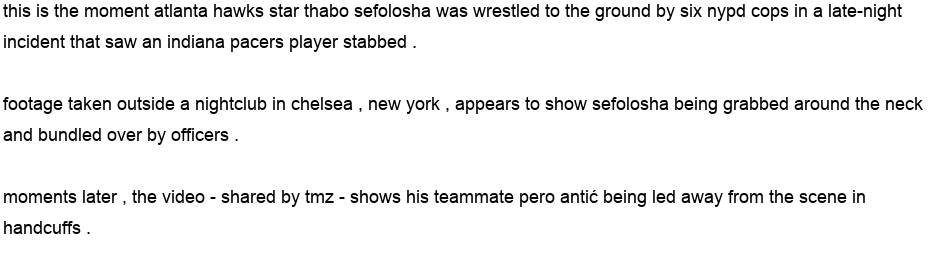 this is the moment atlanta hawks star thabo sefolosha was wrestled to the ground by six nypd cops in a late-night
incident that saw an indiana pacers player stabbed .
footage taken outside a nightclub in chelsea , new york , appears to show sefolosha being grabbed around the neck
and bundled over by officers .
moments later , the video - shared by tmz - shows his teammate pero antić being led away from the scene in
handcuffs .